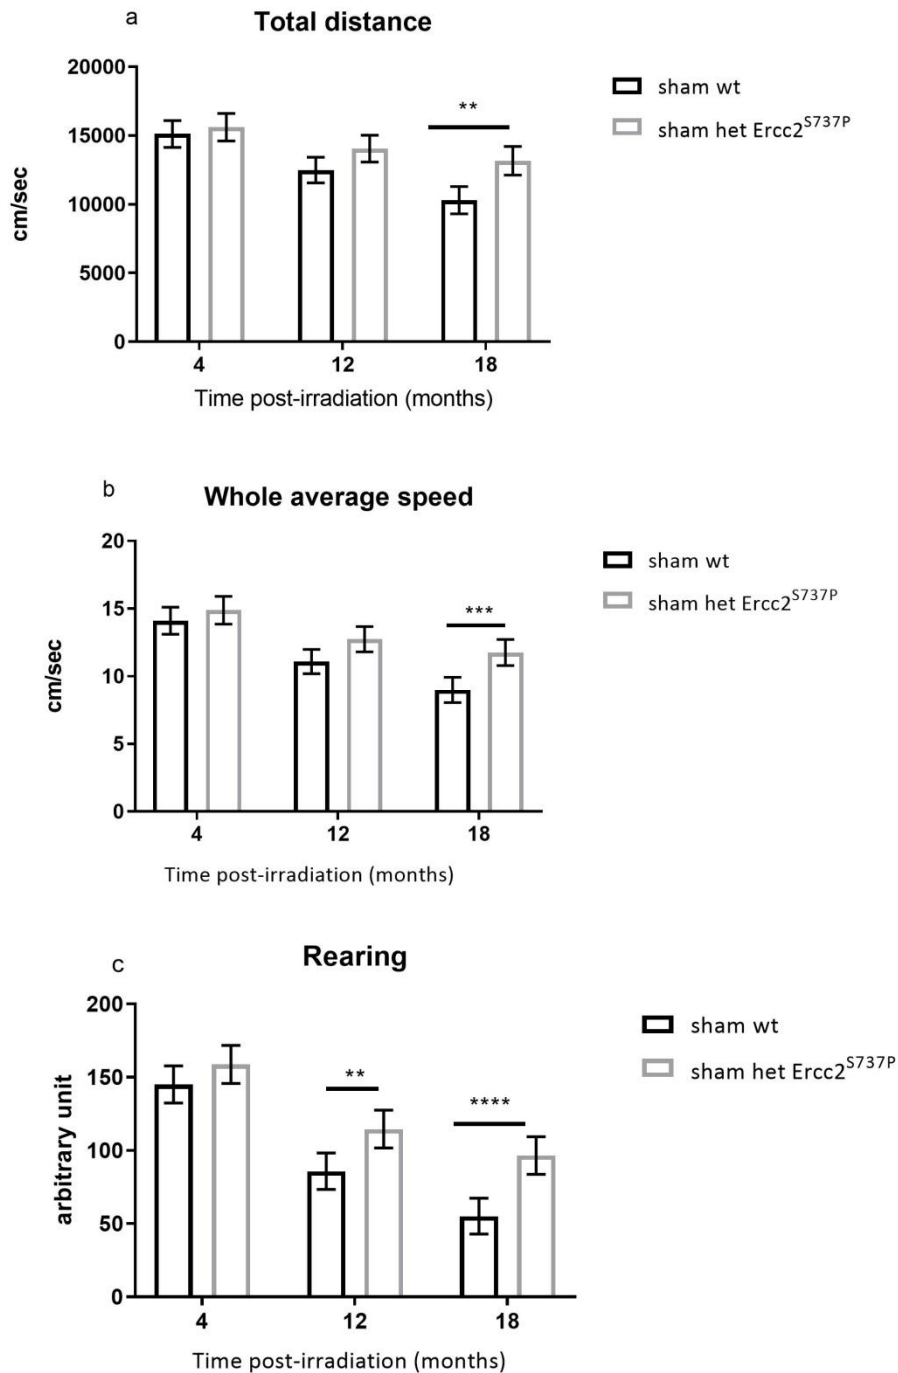 a
Total distance
20000
15000
10000
5000
0
cm/sec
**
4 12 18
Time post-irradiation (months)
sham wt
sham het Ercc2S737P
b
Whole average speed
20
15
10
5
0
cm/sec
***
4 12 18
Time post-irradiation (months)
sham wt
sham het Ercc2S737P
c
Rearing
200
150
100
50
0
arbitrary unit
**
****
4 12 18
Time post-irradiation (months)
sham wt
sham het Ercc2S737P